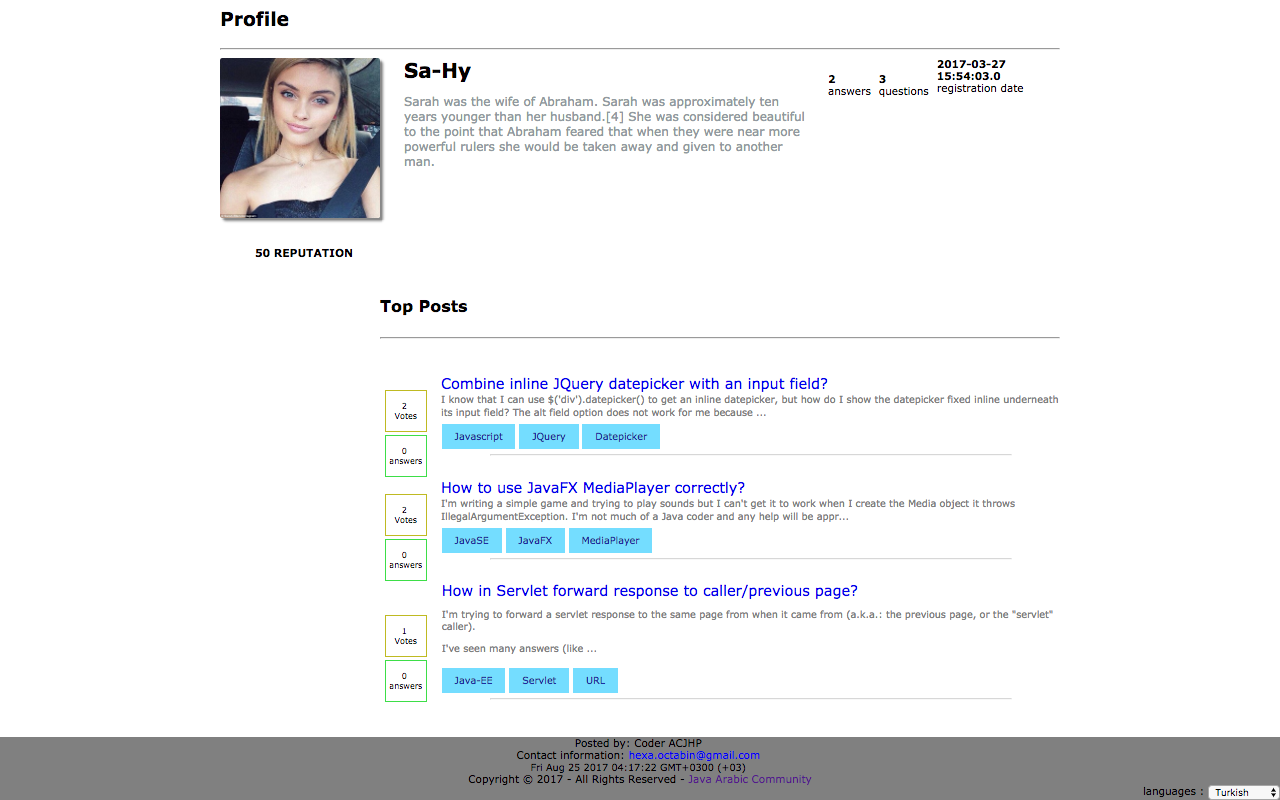 Profile
Sa-Hy
Sarah was the wife of Abraham. Sarah was approximately ten
years younger than her husband.[4] She was considered beautiful
to the point that Abraham feared that when they were near more
powerful rulers she would be taken away and given to another
man.
2
answers
3
questions
2017-03-27
15:54:03.0
registration date
50 REPUTATION
Top Posts
2
Votes
0
answers
Combine inline JQuery datepicker with an input field?
I know that I can use $('div').datepicker() to get an inline datepicker, but how do I show the datepicker fixed inline underneath
its input field? The alt field option does not work for me because ...
Javascript JQuery Datepicker
2
Votes
0
answers
How to use JavaFX MediaPlayer correctly?
I'm writing a simple game and trying to play sounds but I can't get it to work when I create the Media object it throws
IllegalArgumentException. I'm not much of a Java coder and any help will be appr...
JavaSE JavaFX MediaPlayer
1
Votes
0
answers
How in Servlet forward response to caller/previous page?
I'm trying to forward a servlet response to the same page from when it came from (a.k.a.: the previous page, or the "servlet"
caller).
I've seen many answers (like ...
Java-EE Servlet URL
Posted by: Coder ACJHP
Contact information: hexa.octabin@gmail.com
Fri Aug 25 2017 04:17:22 GMT+0300 (+03)
Copyright © 2017 - All Rights Reserved - Java Arabic Community
languages : Turkish